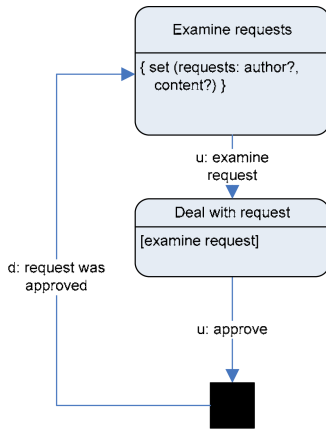 Examine requests
{ set (requests: author?,
content?) }
u: examine
request
Deal with request
[examine request]
d: request was
approved
u: approve